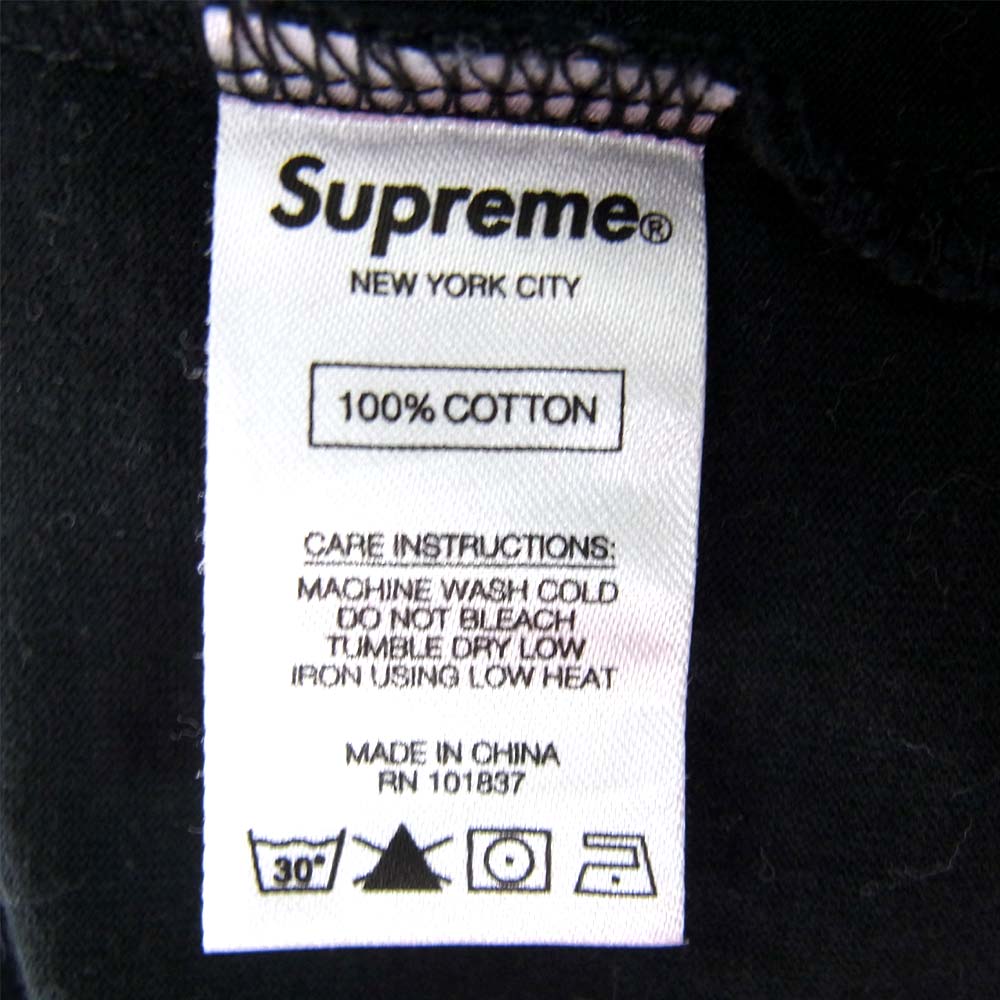 Supreme®
NEW YORK CITY
100% COTTON
CARE INSTRUCTIONS:
MACHINE WASH COLD
DO NOT BLEACH
TUMBLE DRY LOW
IRON USING LOW HEAT
MADE IN CHINA
RN 101837
30°